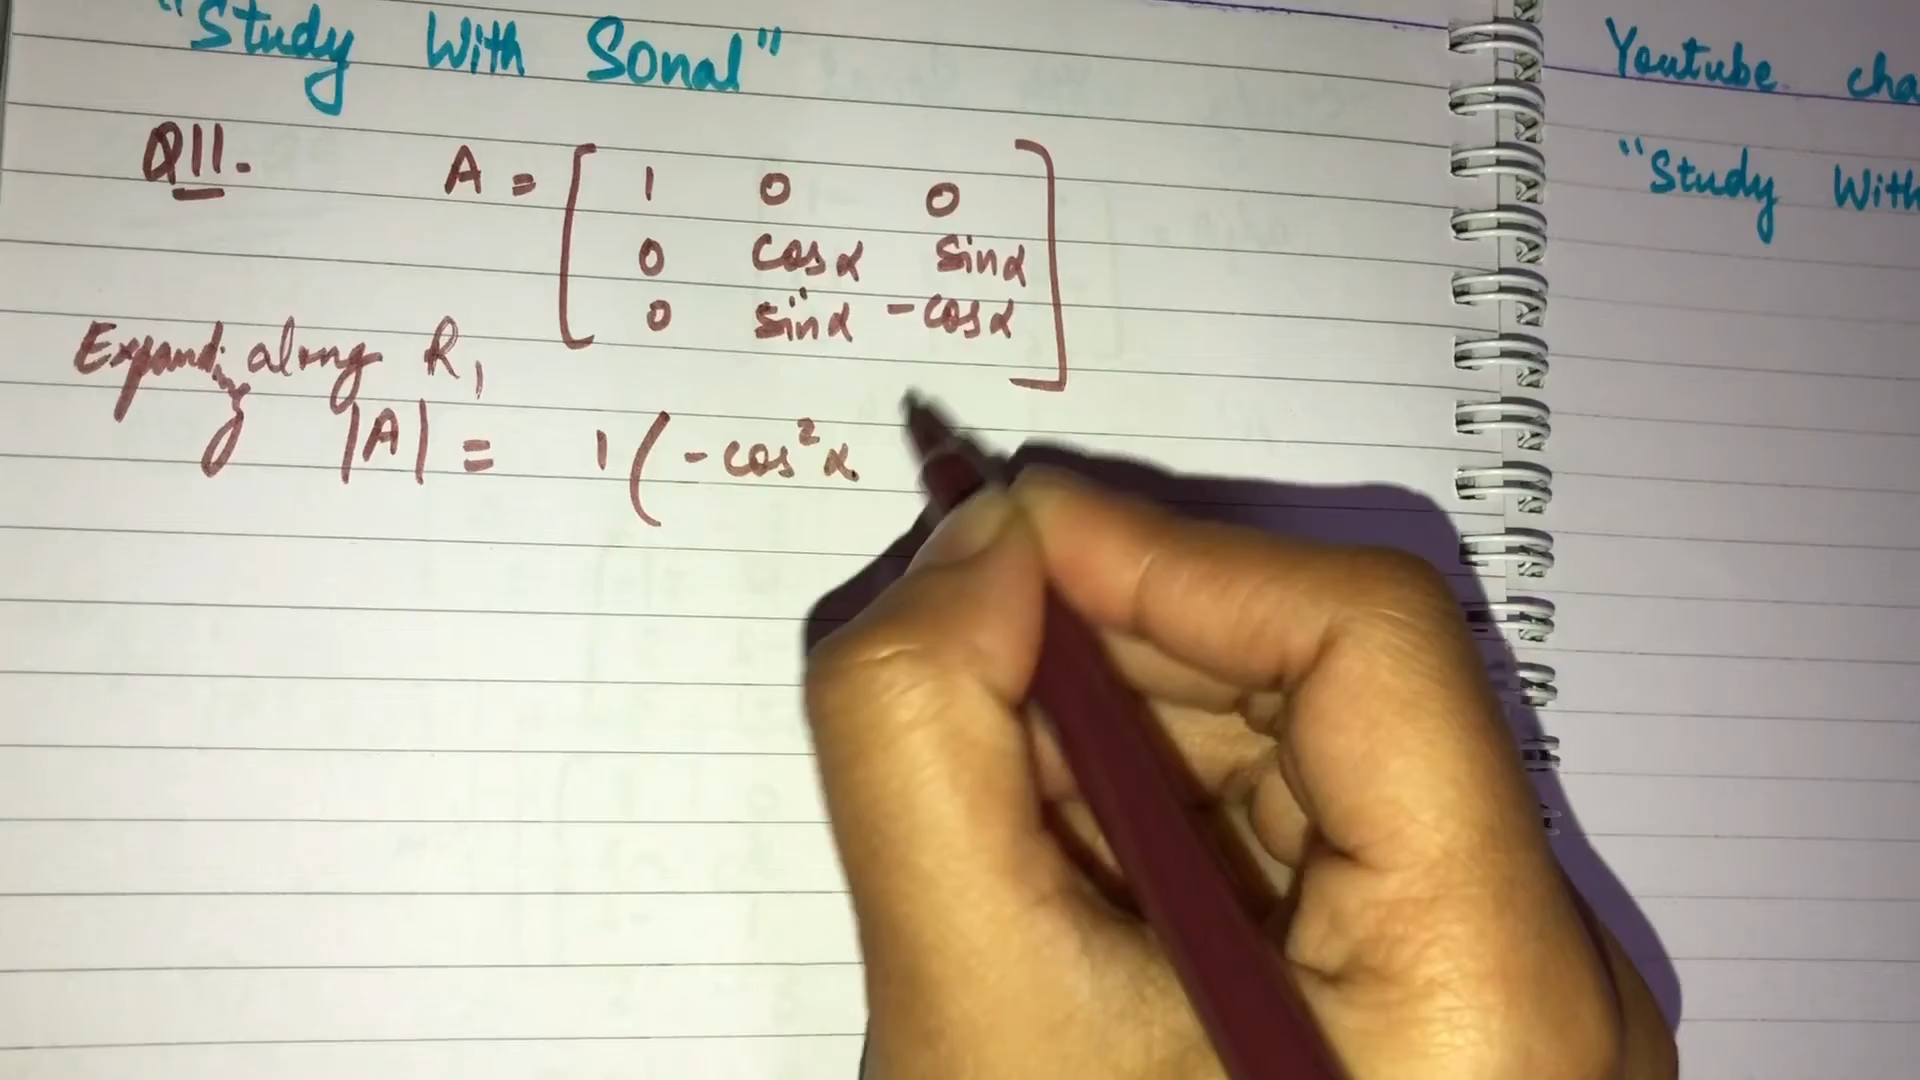 "Study With Sonal"
Q11. A = [ 1 0 0
0 cosα sinα
0 sinα -cosα ]
Expanding along R₁
|A| = 1 ( -cos²α
Youtube cha
"Study With